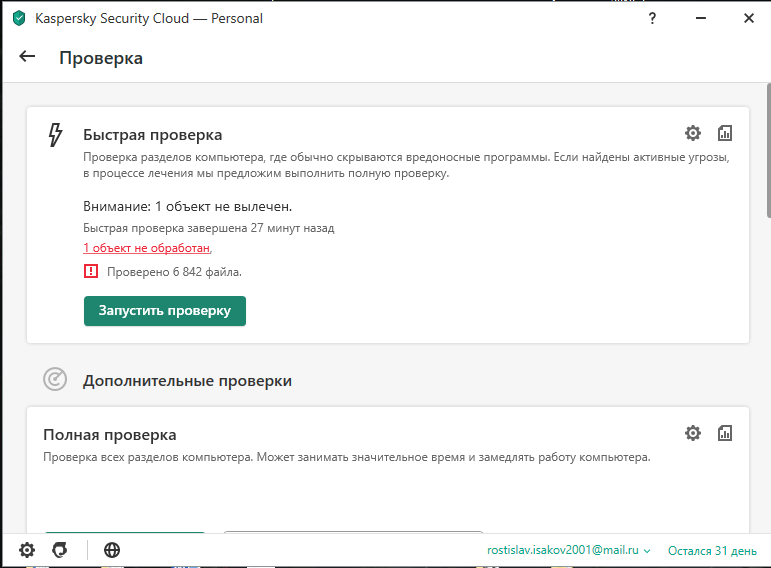 Kaspersky Security Cloud — Personal
?
Проверка
Быстрая проверка
Проверка разделов компьютера, где обычно скрываются вредоносные программы. Если найдены активные угрозы,
в процессе лечения мы предложим выполнить полную проверку.
Внимание: 1 объект не вылечен.
Быстрая проверка завершена 27 минут назад
1 объект не обработан.
Проверено 6 842 файла.
Запустить проверку
Дополнительные проверки
Полная проверка
Проверка всех разделов компьютера. Может занимать значительное время и замедлять работу компьютера.
rostislav.isakov2001@mail.ru
Остался 31 день